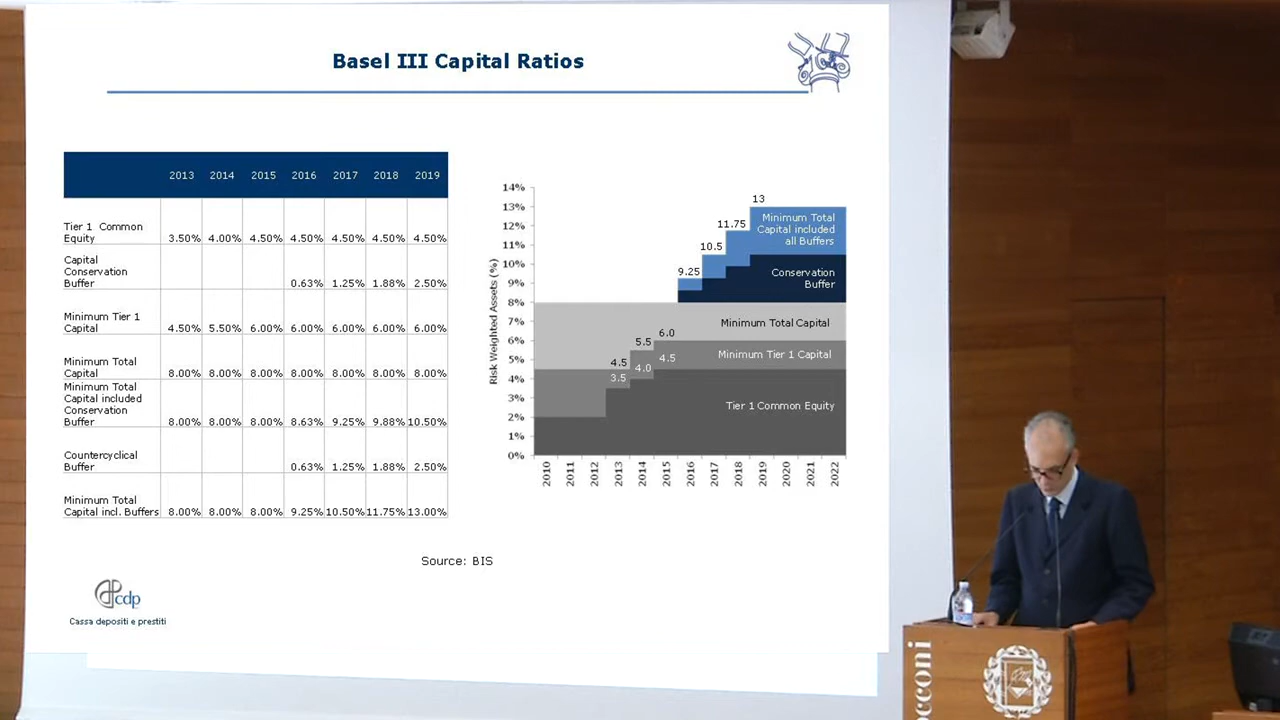 Basel III Capital Ratios
2013 2014 2015 2016 2017 2018 2019
Tier 1 Common
Equity 3.50% 4.00% 4.50% 4.50% 4.50% 4.50% 4.50%
Capital
Conservation
Buffer 0.63% 1.25% 1.88% 2.50%
Minimum Tier 1
Capital 4.50% 5.50% 6.00% 6.00% 6.00% 6.00% 6.00%
Minimum Total
Capital 8.00% 8.00% 8.00% 8.00% 8.00% 8.00% 8.00%
Minimum Total
Capital included
Conservation
Buffer 8.00% 8.00% 8.00% 8.63% 9.25% 9.88% 10.50%
Countercyclical
Buffer 0.63% 1.25% 1.88% 2.50%
Minimum Total
Capital incl. Buffers 8.00% 8.00% 8.00% 9.25% 10.50% 11.75% 13.00%
Risk Weighted Assets (%)
14%
13%
12%
11%
10%
9%
8%
7%
6%
5%
4%
3%
2%
1%
0%
13
11.75
10.5
9.25
Minimum Total
Capital included
all Buffers
Conservation
Buffer
Minimum Total Capital
6.0
5.5
4.5
Minimum Tier 1 Capital
4.5
4.0
3.5
Tier 1 Common Equity
2010 2011 2012 2013 2014 2015 2016 2017 2018 2019 2020 2021 2022
Source: BIS
cdp
Cassa depositi e prestiti
occoni